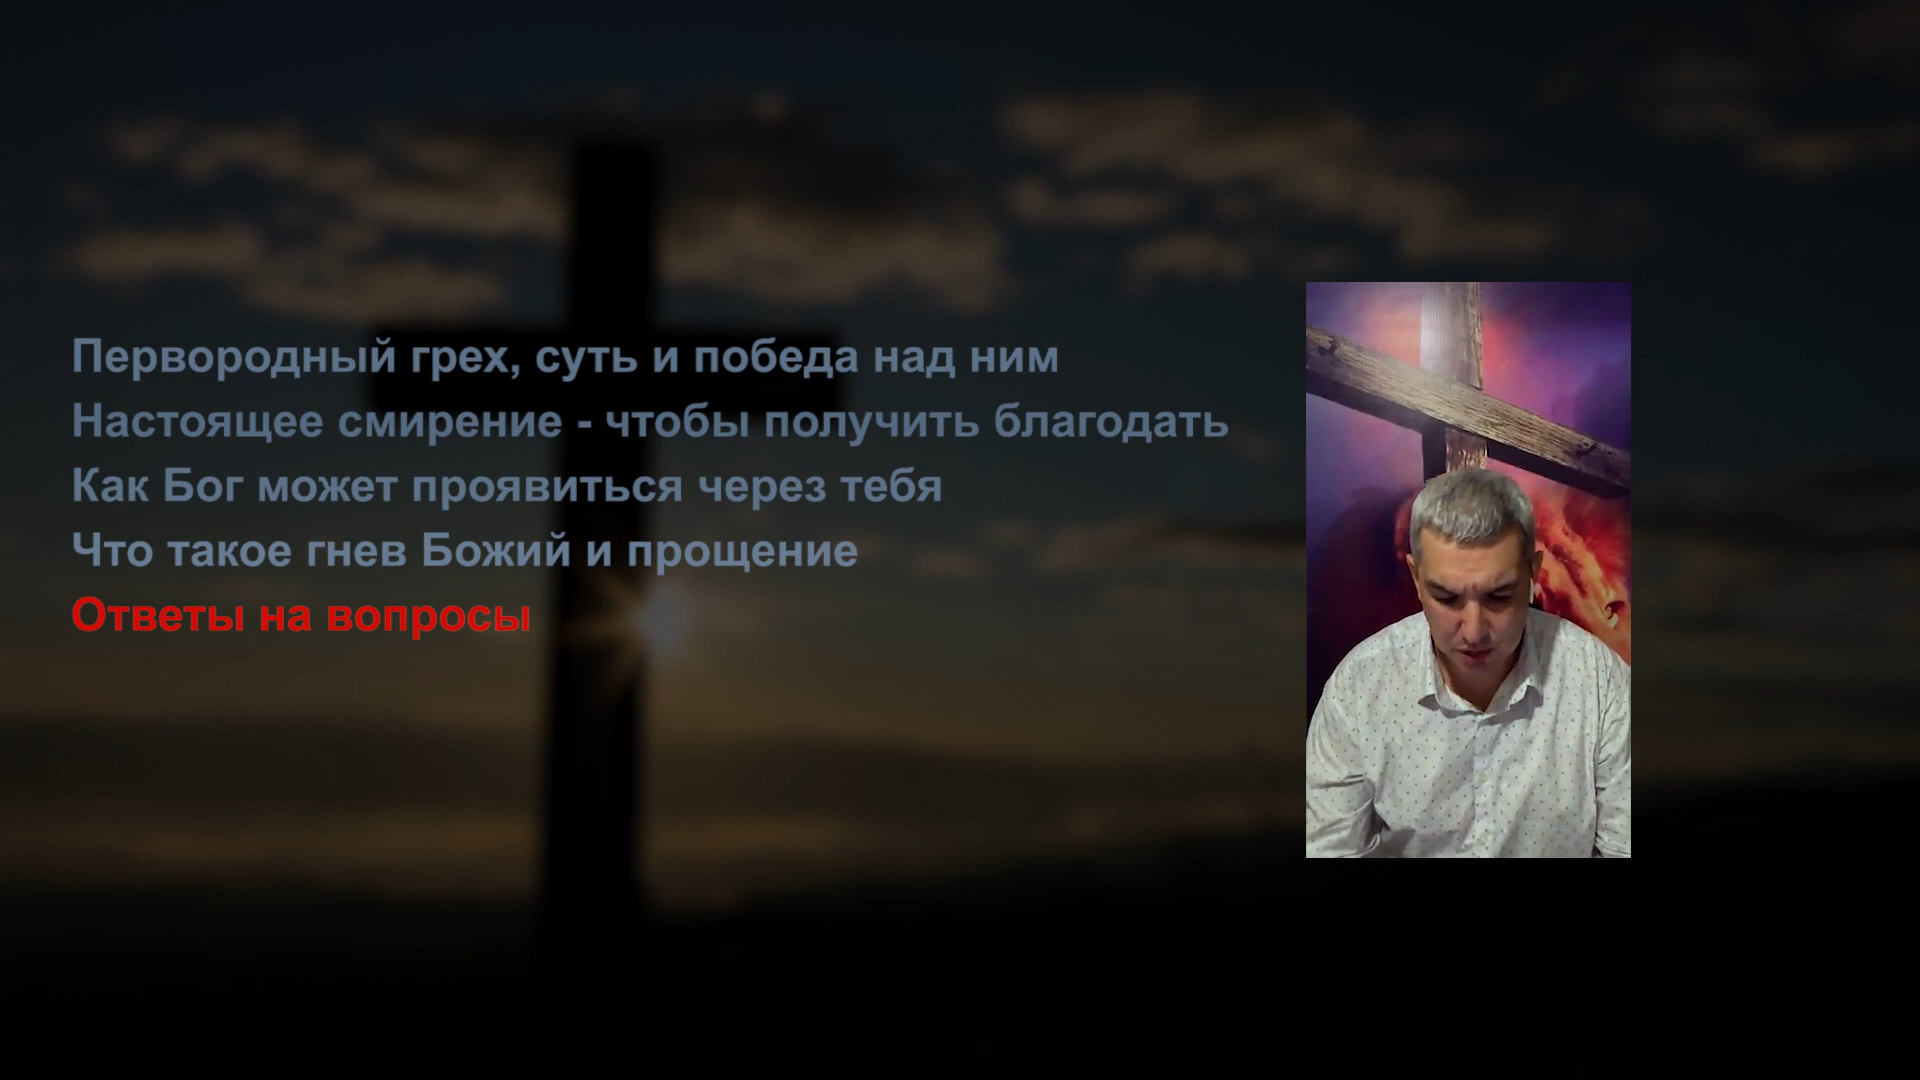 Первородный грех, суть и победа над ним
Настоящее смирение - чтобы получить благодать
Как Бог может проявиться через тебя
Что такое гнев Божий и прощение
Ответы на вопросы